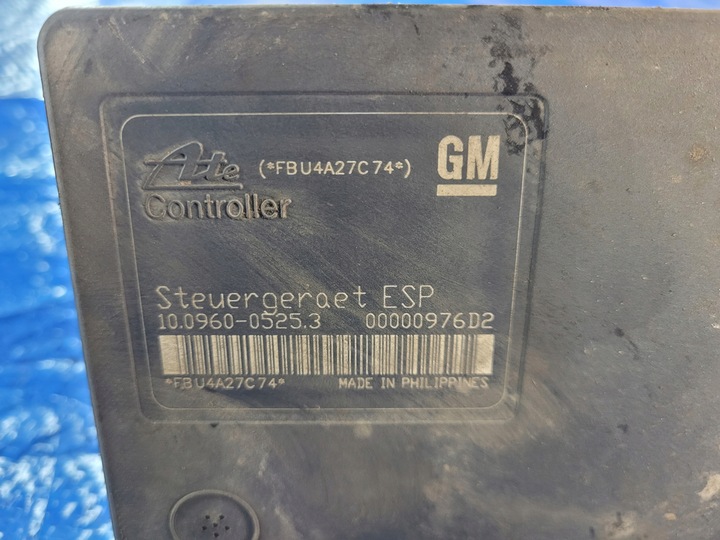 Ate (*FBU4A27C74*) GM
Controller
Steuergeraet ESP
10.0960-0525.3 00000976D2
*FBU4A27C74* MADE IN PHILIPPINES